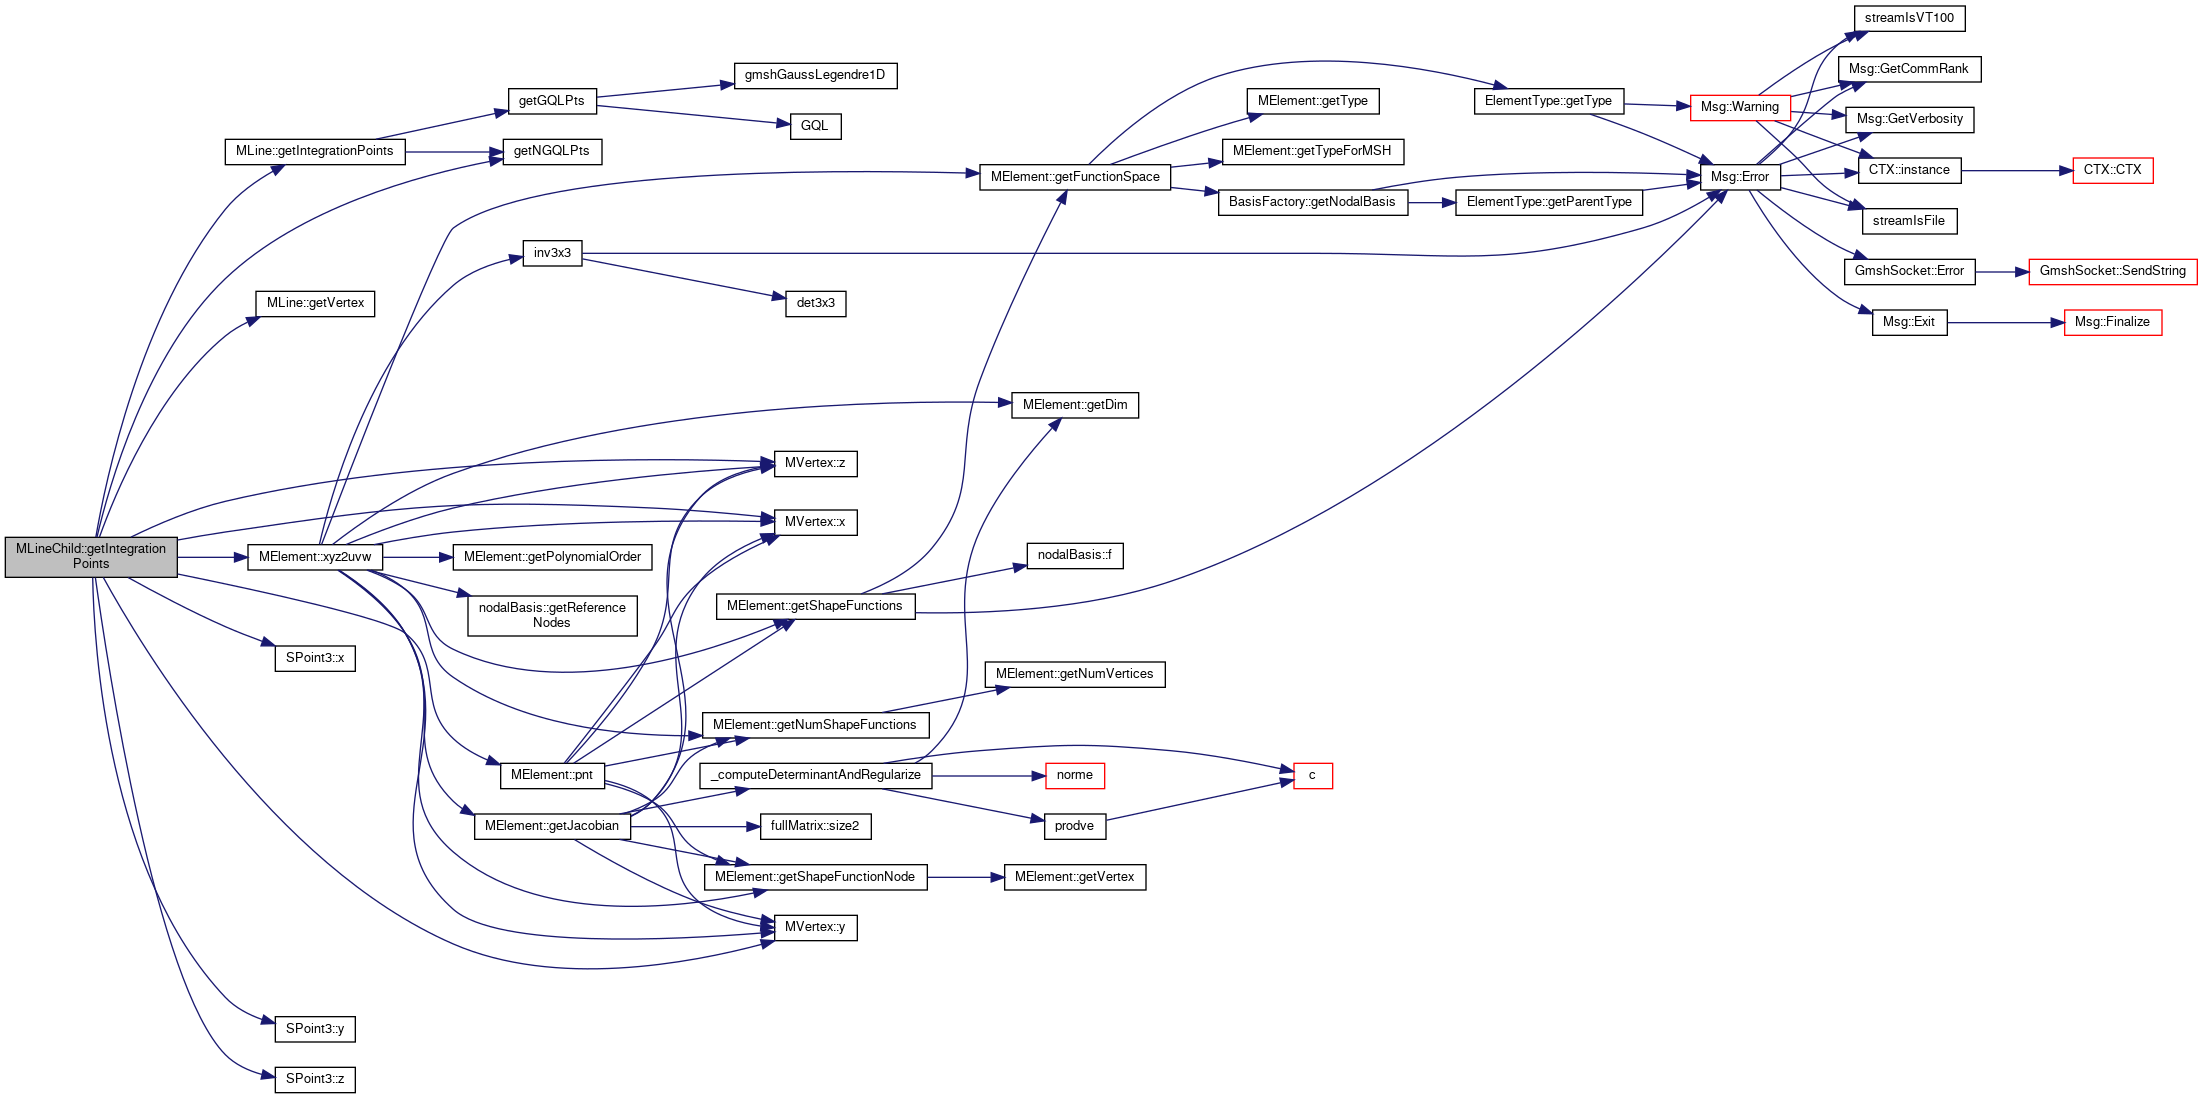 MLineChild::getIntegration
Points
MLine::getIntegrationPoints
getGQLPts
gmshGaussLegendre1D
GQL
getNGQLPts
MLine::getVertex
MElement::xyz2uvw
inv3x3
det3x3
MElement::getFunctionSpace
MElement::getType
MElement::getTypeForMSH
BasisFactory::getNodalBasis
ElementType::getType
ElementType::getParentType
Msg::Warning
Msg::Error
streamIsVT100
Msg::GetCommRank
Msg::GetVerbosity
CTX::instance
CTX::CTX
streamIsFile
GmshSocket::Error
GmshSocket::SendString
Msg::Exit
Msg::Finalize
MElement::getDim
MVertex::z
MVertex::x
MElement::getPolynomialOrder
nodalBasis::getReference
Nodes
MElement::getShapeFunctions
nodalBasis::f
SPoint3::x
MElement::getNumShapeFunctions
MElement::getNumVertices
MElement::pnt
_computeDeterminantAndRegularize
norme
c
prodve
MElement::getJacobian
fullMatrix::size2
MElement::getShapeFunctionNode
MElement::getVertex
MVertex::y
SPoint3::y
SPoint3::z